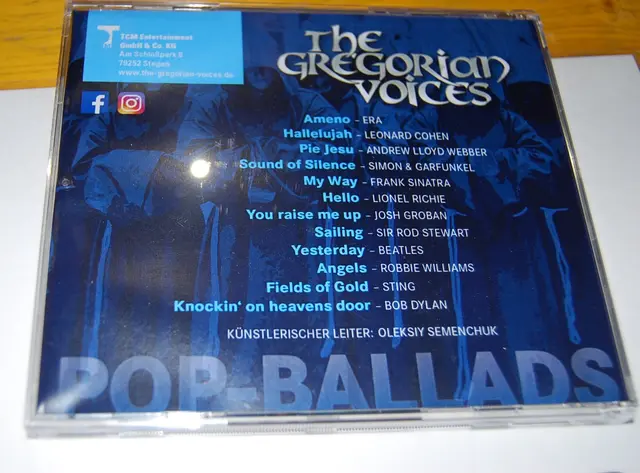 TCM Entertainment
GmbH & Co. KG
Am Schloßpark 8
www.the-gregorian-voices.de
THE
GREGORIAN
VOICES
Ameno – ERA
Hallelujah – LEONARD COHEN
Pie Jesu – ANDREW LLOYD WEBBER
Sound of Silence – SIMON & GARFUNKEL
My Way – FRANK SINATRA
Hello – LIONEL RICHIE
You raise me up – JOSH GROBAN
Sailing – SIR ROD STEWART
Yesterday – BEATLES
Angels – ROBBIE WILLIAMS
Fields of Gold – STING
Knockin' on heavens door – BOB DYLAN
KÜNSTLERISCHER LEITER: OLEKSIY SEMENCHUK
POP-BALLADS